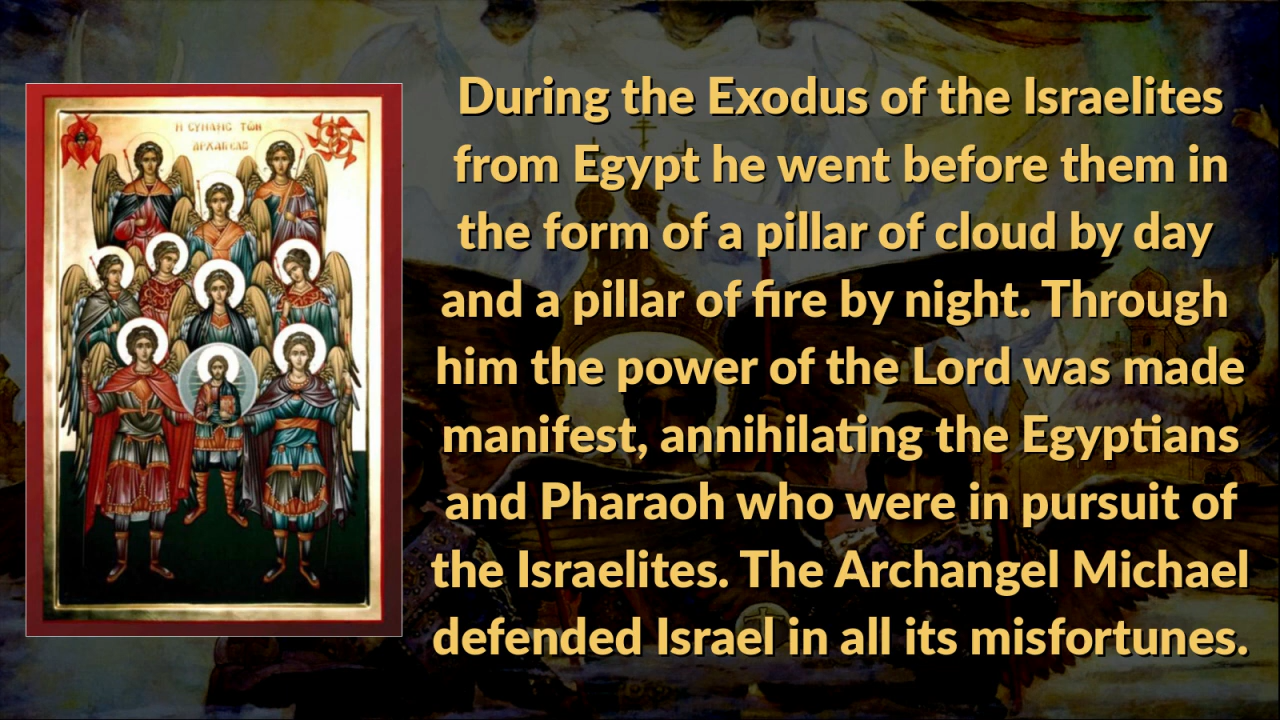 Η ΣΥΝΑΞΙΣ ΤΩΝ
ΑΡΧΑΓΓΕΛΩΝ
During the Exodus of the Israelites
from Egypt he went before them in
the form of a pillar of cloud by day
and a pillar of fire by night. Through
him the power of the Lord was made
manifest, annihilating the Egyptians
and Pharaoh who were in pursuit of
the Israelites. The Archangel Michael
defended Israel in all its misfortunes.